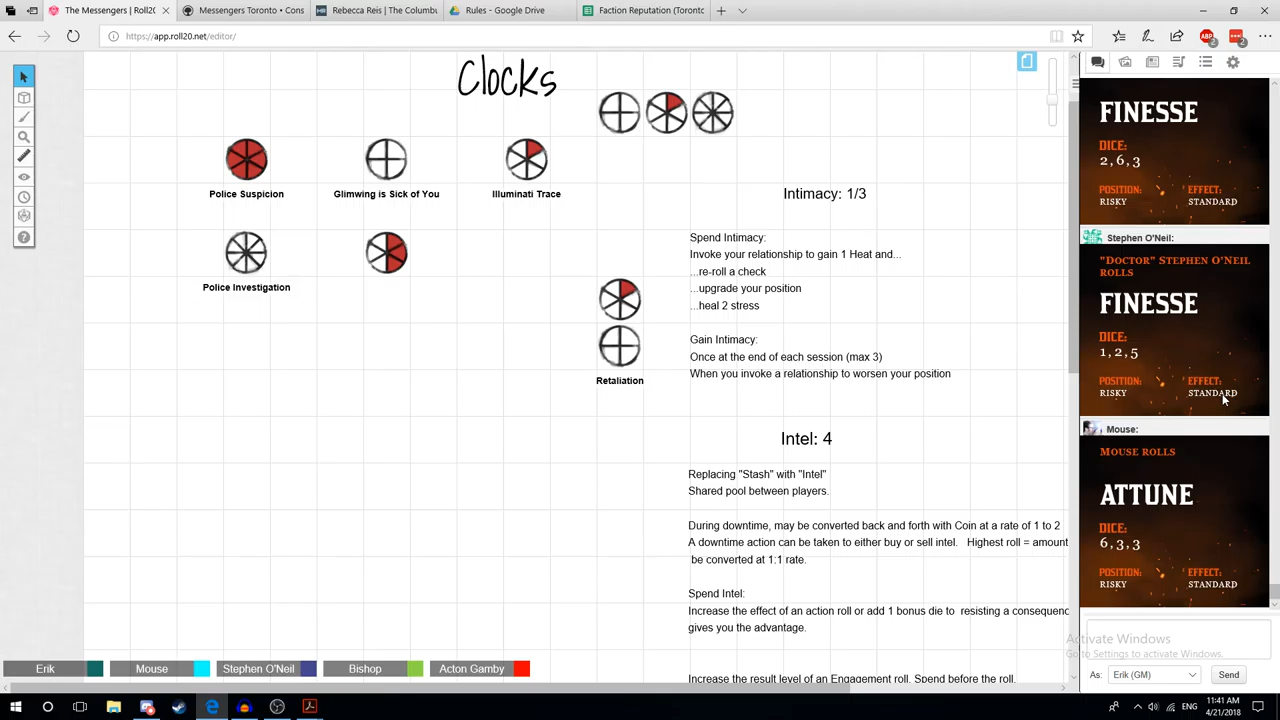 The Messengers | Roll20
Messengers Toronto • Cons
Rebecca Reis | The Columbu
Rules - Google Drive
Faction Reputation (Toront
https://app.roll20.net/editor/
ABP
2
2
Clocks
Police Suspicion
Glimwing is Sick of You
Illuminati Trace
Police Investigation
Retaliation
Intimacy: 1/3
Spend Intimacy:
Invoke your relationship to gain 1 Heat and...
...re-roll a check
...upgrade your position
...heal 2 stress
Gain Intimacy:
Once at the end of each session (max 3)
When you invoke a relationship to worsen your position
Intel: 4
Replacing "Stash" with "Intel"
Shared pool between players.
During downtime, may be converted back and forth with Coin at a rate of 1 to 2
A downtime action can be taken to either buy or sell intel. Highest roll = amount
be converted at 1:1 rate.
Spend Intel:
Increase the effect of an action roll or add 1 bonus die to resisting a consequenc
gives you the advantage.
Increase the result level of an Engagement roll. Spend before the roll.
Erik
Mouse
Stephen O'Neil
Bishop
Acton Gamby
FINESSE
DICE:
2,6,3
POSITION: EFFECT:
RISKY STANDARD
Stephen O'Neil:
"DOCTOR" STEPHEN O'NEIL
ROLLS
FINESSE
DICE:
1,2,5
POSITION: EFFECT:
RISKY STANDARD
Mouse:
MOUSE ROLLS
ATTUNE
DICE:
6,3,3
POSITION: EFFECT:
RISKY STANDARD
Activate Windows
Go to Settings to activate Windows.
As: Erik (GM) Send
11:41 AM
4/21/2018